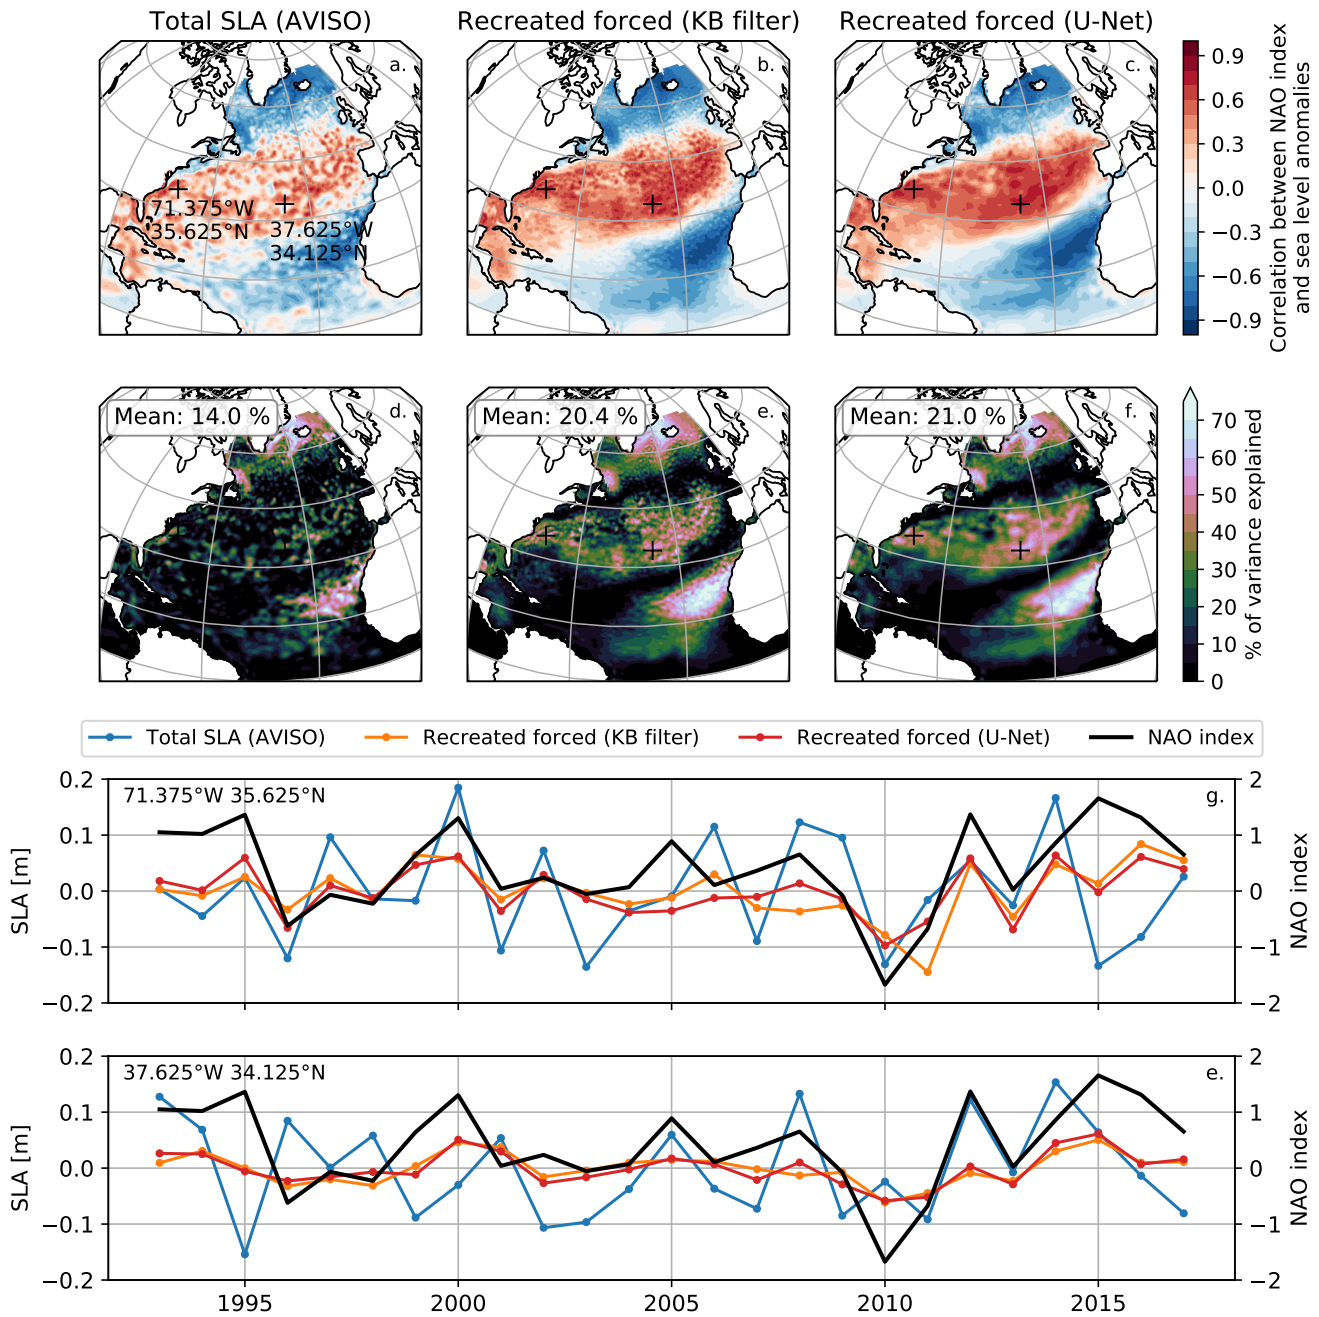 Total SLA (AVISO)
Recreated forced (KB filter)
Recreated forced (U-Net)
a.
b.
c.
71.375°W
35.625°N
37.625°W
34.125°N
0.9
0.6
0.3
0.0
−0.3
−0.6
−0.9
Correlation between NAO index
and sea level anomalies
Mean: 14.0 %
d.
Mean: 20.4 %
e.
Mean: 21.0 %
f.
70
60
50
40
30
20
10
0
% of variance explained
Total SLA (AVISO)
Recreated forced (KB filter)
Recreated forced (U-Net)
NAO index
71.375°W 35.625°N
g.
0.2
0.1
0.0
−0.1
−0.2
SLA [m]
2
1
0
−1
−2
NAO index
37.625°W 34.125°N
e.
0.2
0.1
0.0
−0.1
−0.2
SLA [m]
2
1
0
−1
−2
NAO index
1995
2000
2005
2010
2015